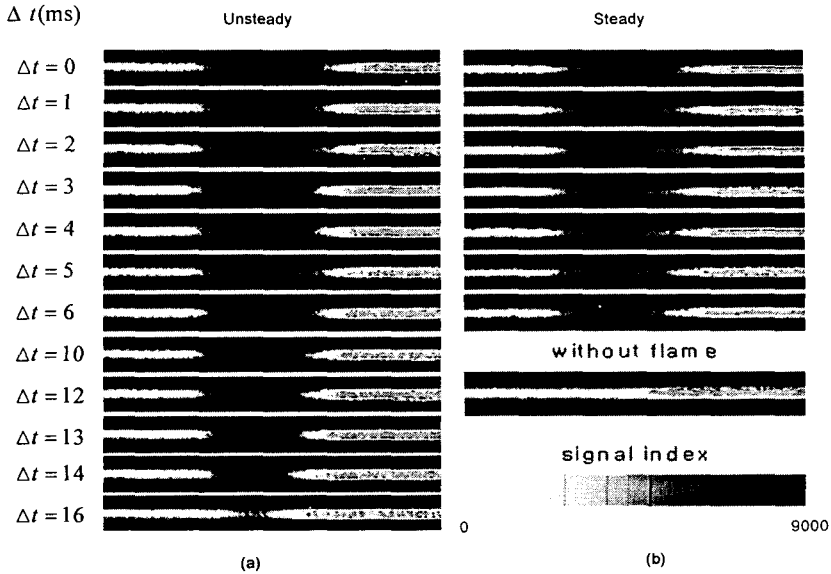 Δ t(ms)
Unsteady
Steady
Δt = 0
Δt = 1
Δt = 2
Δt = 3
Δt = 4
Δt = 5
Δt = 6
Δt = 10
Δt = 12
Δt = 13
Δt = 14
Δt = 16
without flame
signal index
0
9000
(a)
(b)